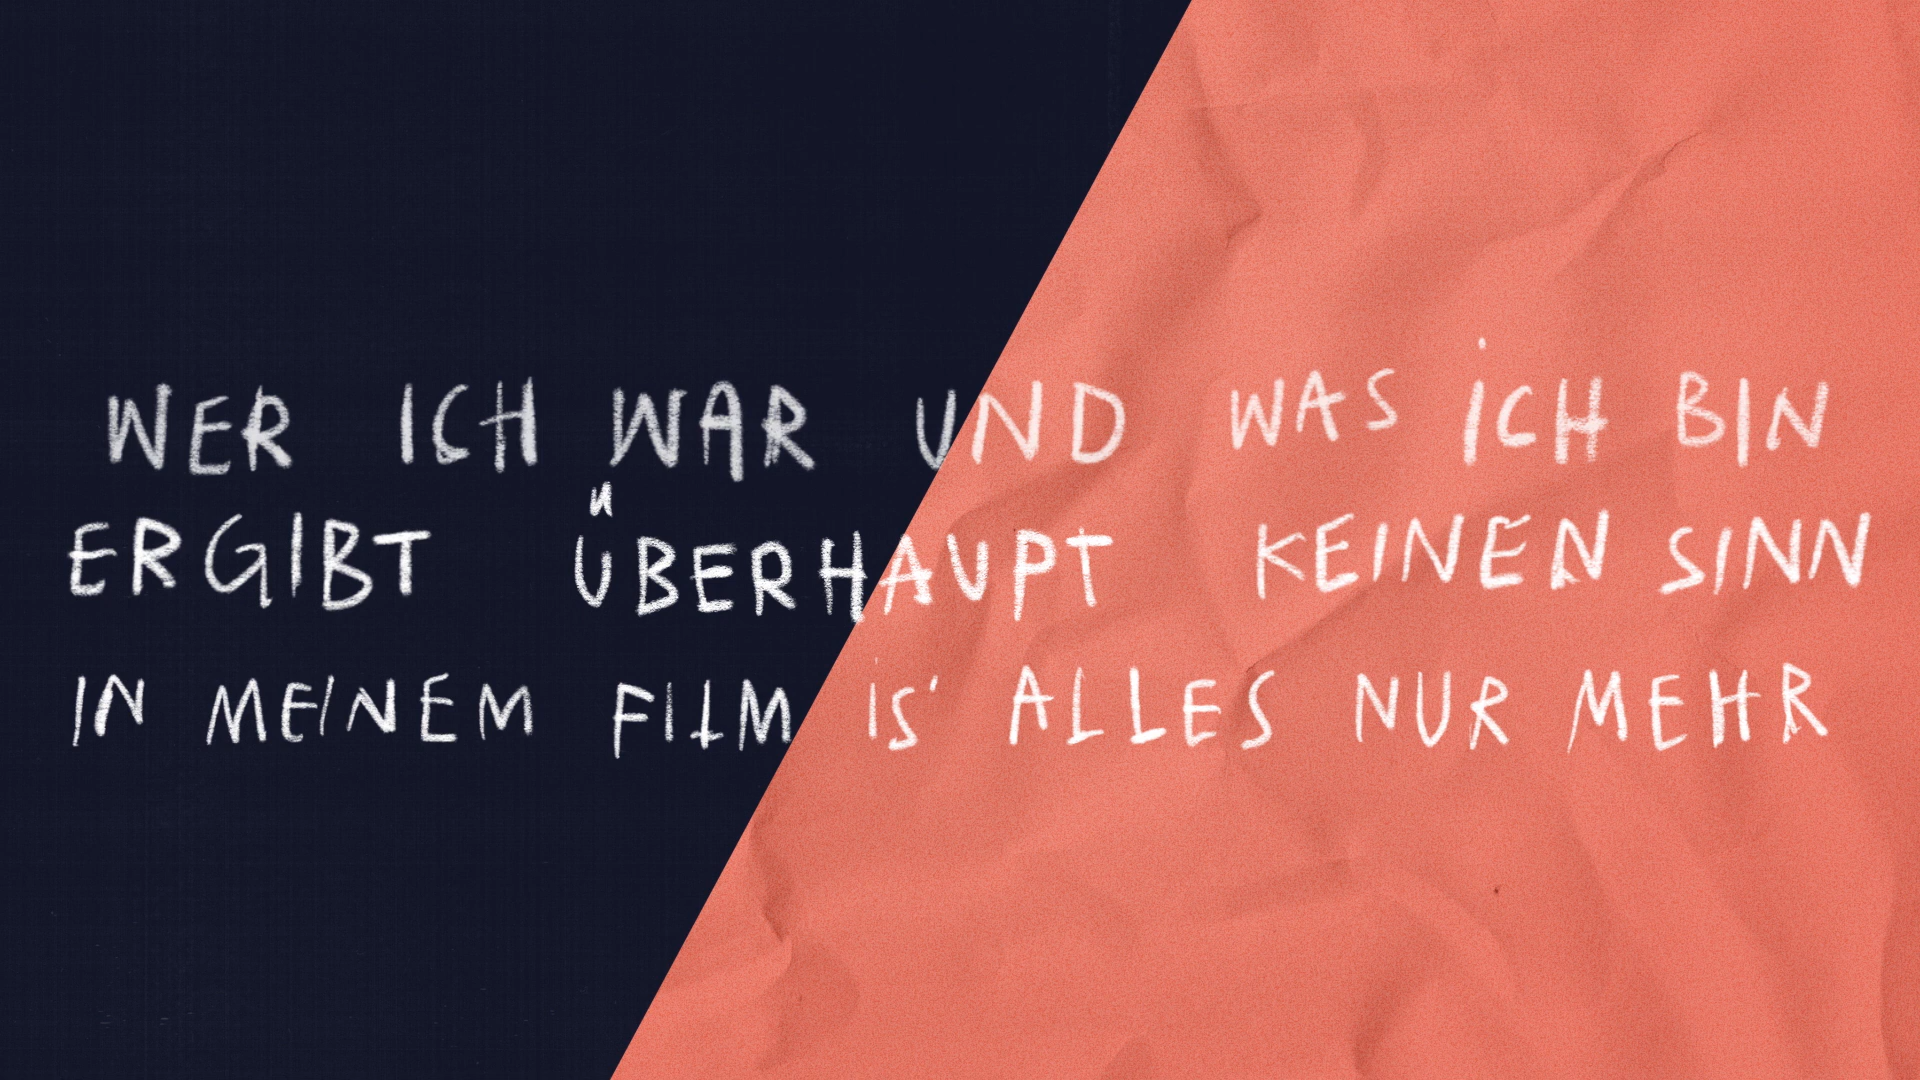 WER ICH WAR UND WAS ICH BIN
ERGIBT ÜBERHAUPT KEINEN SINN
IN MEINEM FILM IS' ALLES NUR MEHR